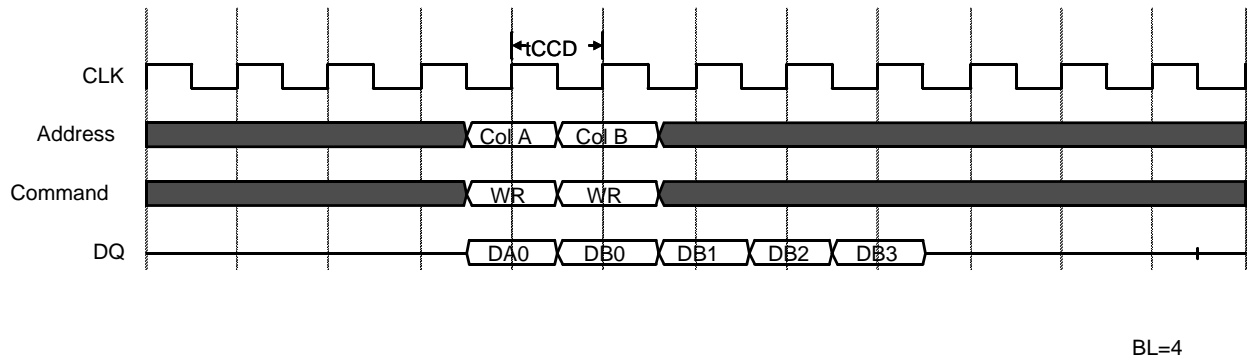 tCCD
CLK
Address Col A Col B
Command WR WR
DQ DA0 DB0 DB1 DB2 DB3
BL=4